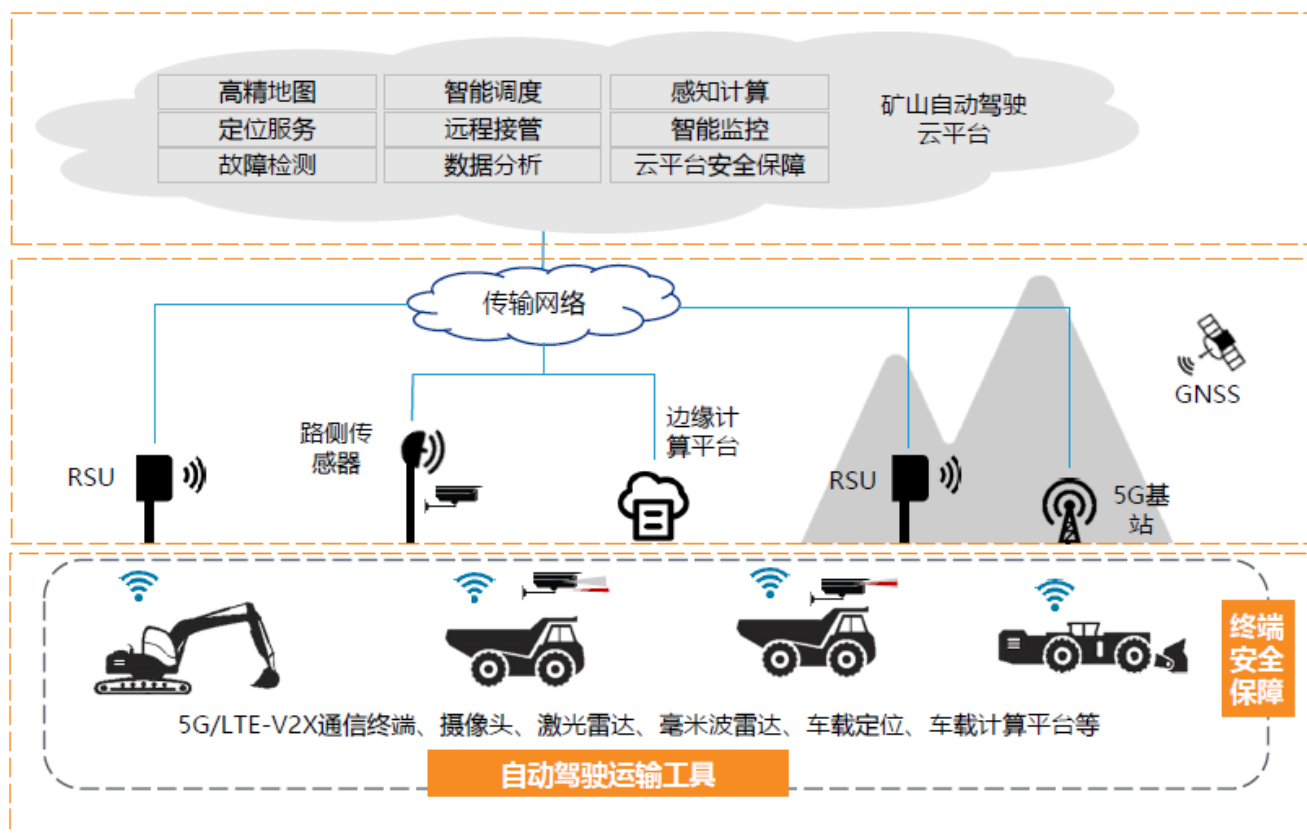 高精地图
智能调度
感知计算
定位服务
远程接管
智能监控
故障检测
数据分析
云平台安全保障
矿山自动驾驶
云平台
传输网络
GNSS
路侧传
感器
边缘计
算平台
RSU
RSU
5G基
站
终端
安全
保障
5G/LTE-V2X通信终端、摄像头、激光雷达、毫米波雷达、车载定位、车载计算平台等
自动驾驶运输工具